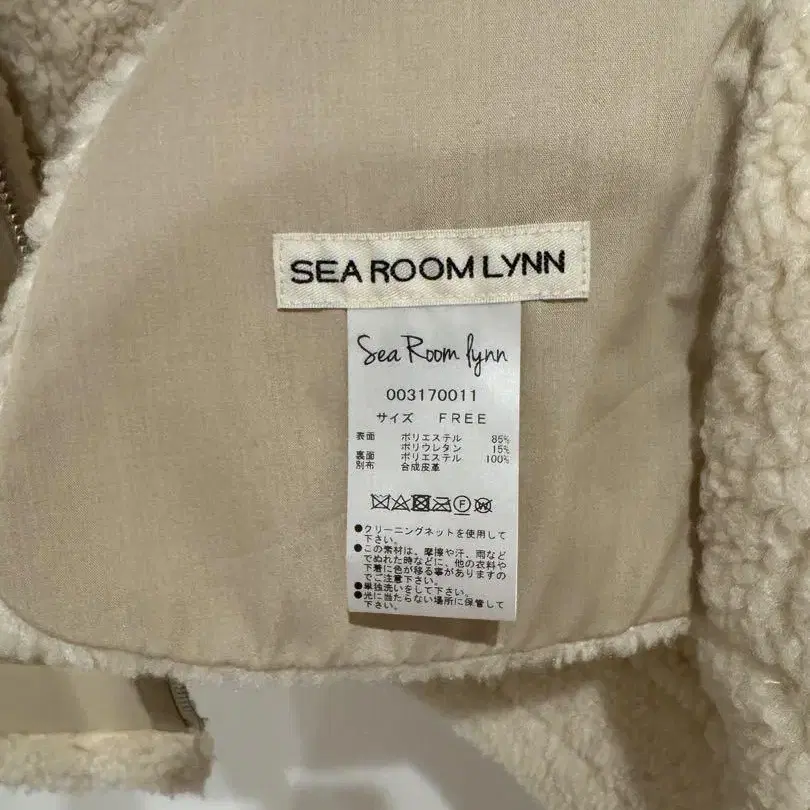 SEA ROOM LYNN
Sea Room lynn
003170011
サイズ FREE
表面 ポリエステル 85%
ポリウレタン 15%
裏面 ポリエステル 100%
別布 合成皮革
F W
●クリーニングネットを使用して
下さい。
●この素材は、摩擦や汗、雨など
でぬれた時などに、他の衣料や
下着に色が移る事がありますの
でご注意下さい。
●単独洗いをして下さい。
●光に当たらない場所に保管して
下さい。